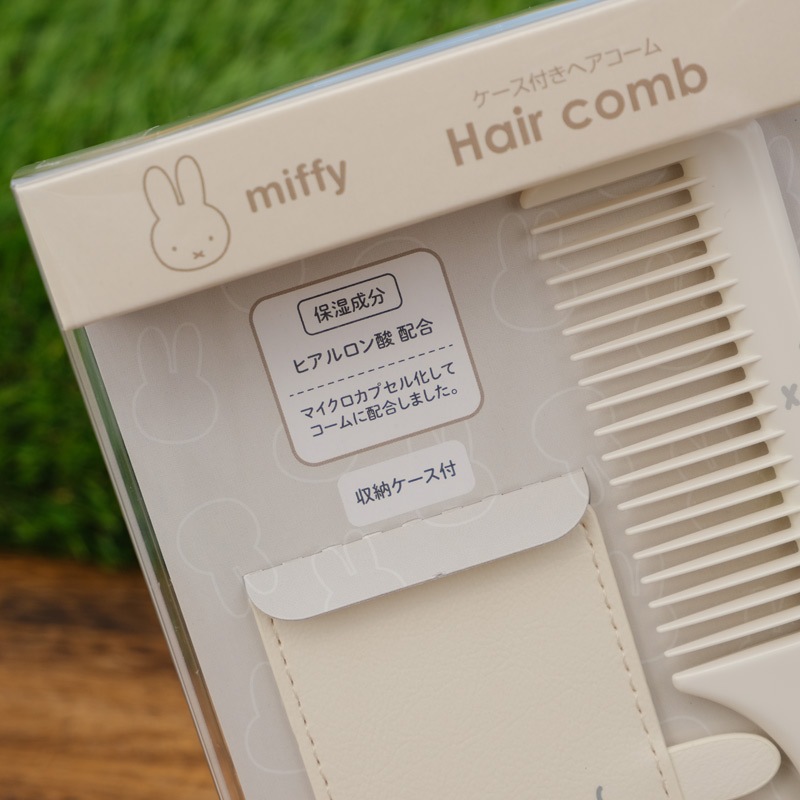 ケース付きヘアコーム
miffy Hair comb
保湿成分
ヒアルロン酸 配合
マイクロカプセル化して
コームに配合しました。
収納ケース付